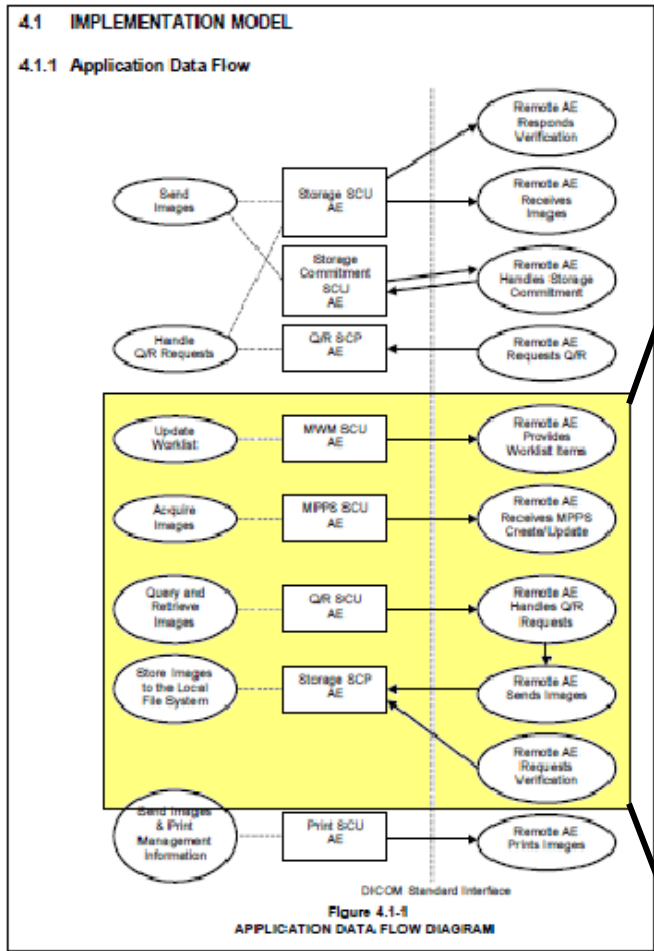 4.1 IMPLEMENTATION MODEL
4.1.1 Application Data Flow
Remote AE
Responds
Verification
Send
Images
Storage SCU
AE
Remote AE
Receives
Images
Storage
Commitment
SCU
AE
Remote AE
Handles Storage
Commitment
Handle
Q/R Requests
Q/R SCP
AE
Remote AE
Requests Q/R
Update
Worklist
MWM SCU
AE
Remote AE
Provides
Worklist Items
Acquire
Images
MPPS SCU
AE
Remote AE
Receives MPPS
Create/Update
Query and
Retrieve
Images
Q/R SCU
AE
Remote AE
Handles Q/R
Requests
Store Images
to the Local
File System
Storage SCP
AE
Remote AE
Sends Images
Remote AE
Requests
Verification
Send Images
& Print
Management
Information
Print SCU
AE
Remote AE
Prints Images
DICOM Standard Interface
Figure 4.1-1
APPLICATION DATA FLOW DIAGRAM